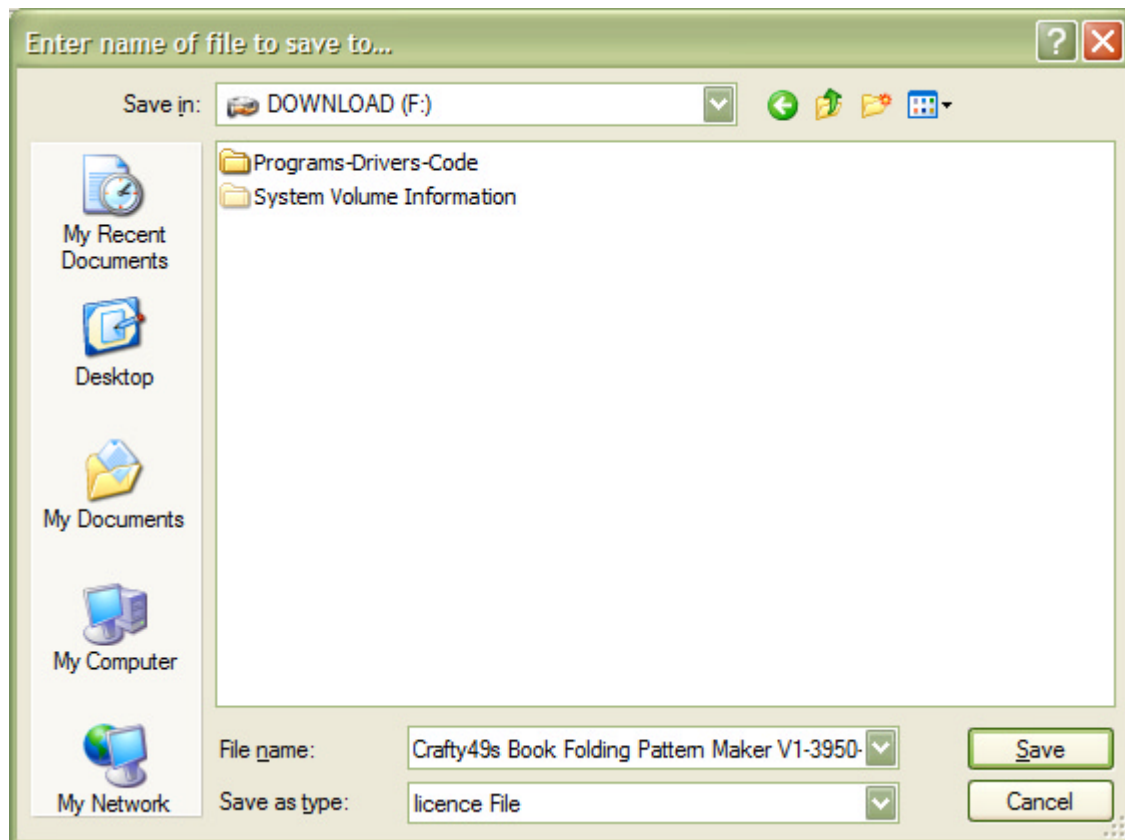 Enter name of file to save to...
Save in:
DOWNLOAD (F:)
Programs-Drivers-Code
System Volume Information
My Recent
Documents
Desktop
My Documents
My Computer
My Network
File name:
Crafty49s Book Folding Pattern Maker V1-3950-
Save
Save as type:
licence File
Cancel